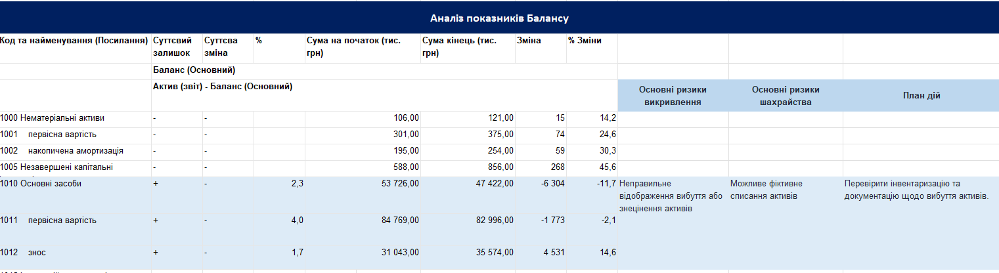 Аналіз показників Балансу
Код та найменування (Посилання) Суттєвий залишок Суттєва зміна % Сума на початок (тис. грн) Сума кінець (тис. грн) Зміна % Зміни
Баланс (Основний)
Актив (звіт) - Баланс (Основний) Основні ризики викривлення Основні ризики шахрайства План дій
1000 Нематеріальні активи - - 106,00 121,00 15 14,2
1001 первісна вартість - - 301,00 375,00 74 24,6
1002 накопичена амортизація - - 195,00 254,00 59 30,3
1005 Незавершені капітальні - - 588,00 856,00 268 45,6
1010 Основні засоби + - 2,3 53 726,00 47 422,00 -6 304 -11,7 Неправильне відображення вибуття або знецінення активів Можливе фіктивне списання активів Перевірити інвентаризацію та документацію щодо вибуття активів.
1011 первісна вартість + - 4,0 84 769,00 82 996,00 -1 773 -2,1
1012 знос + - 1,7 31 043,00 35 574,00 4 531 14,6